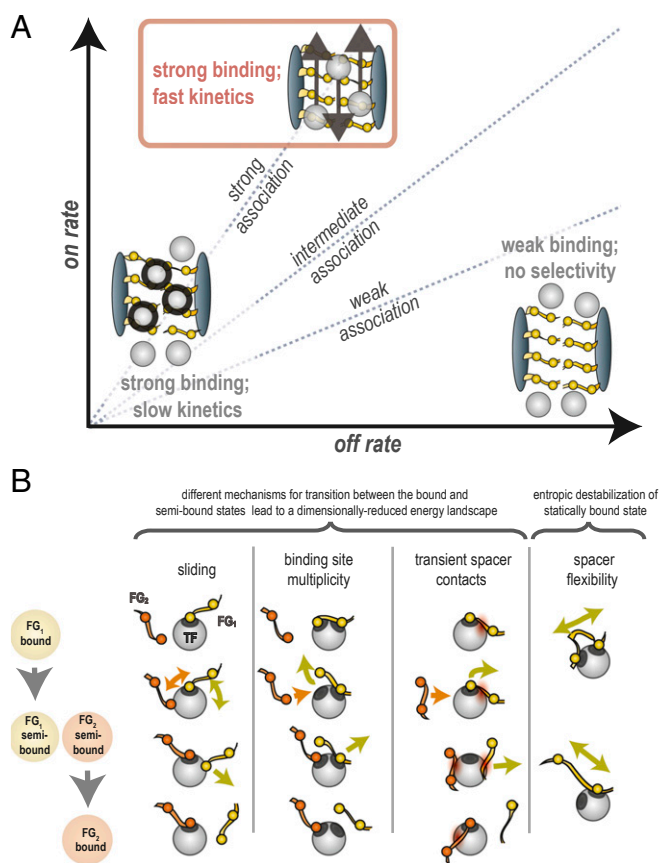 A
strong binding;
fast kinetics
strong
association
intermediate
association
weak
association
weak binding;
no selectivity
strong binding;
slow kinetics
on rate
off rate
B
different mechanisms for transition between the bound and
semi-bound states lead to a dimensionally-reduced energy landscape
entropic destabilization of
statically bound state
sliding
binding site
multiplicity
transient spacer
contacts
spacer
flexibility
FG₂
FG₁
TF
FG₁
bound
FG₁
semi-
bound
FG₂
semi-
bound
FG₂
bound